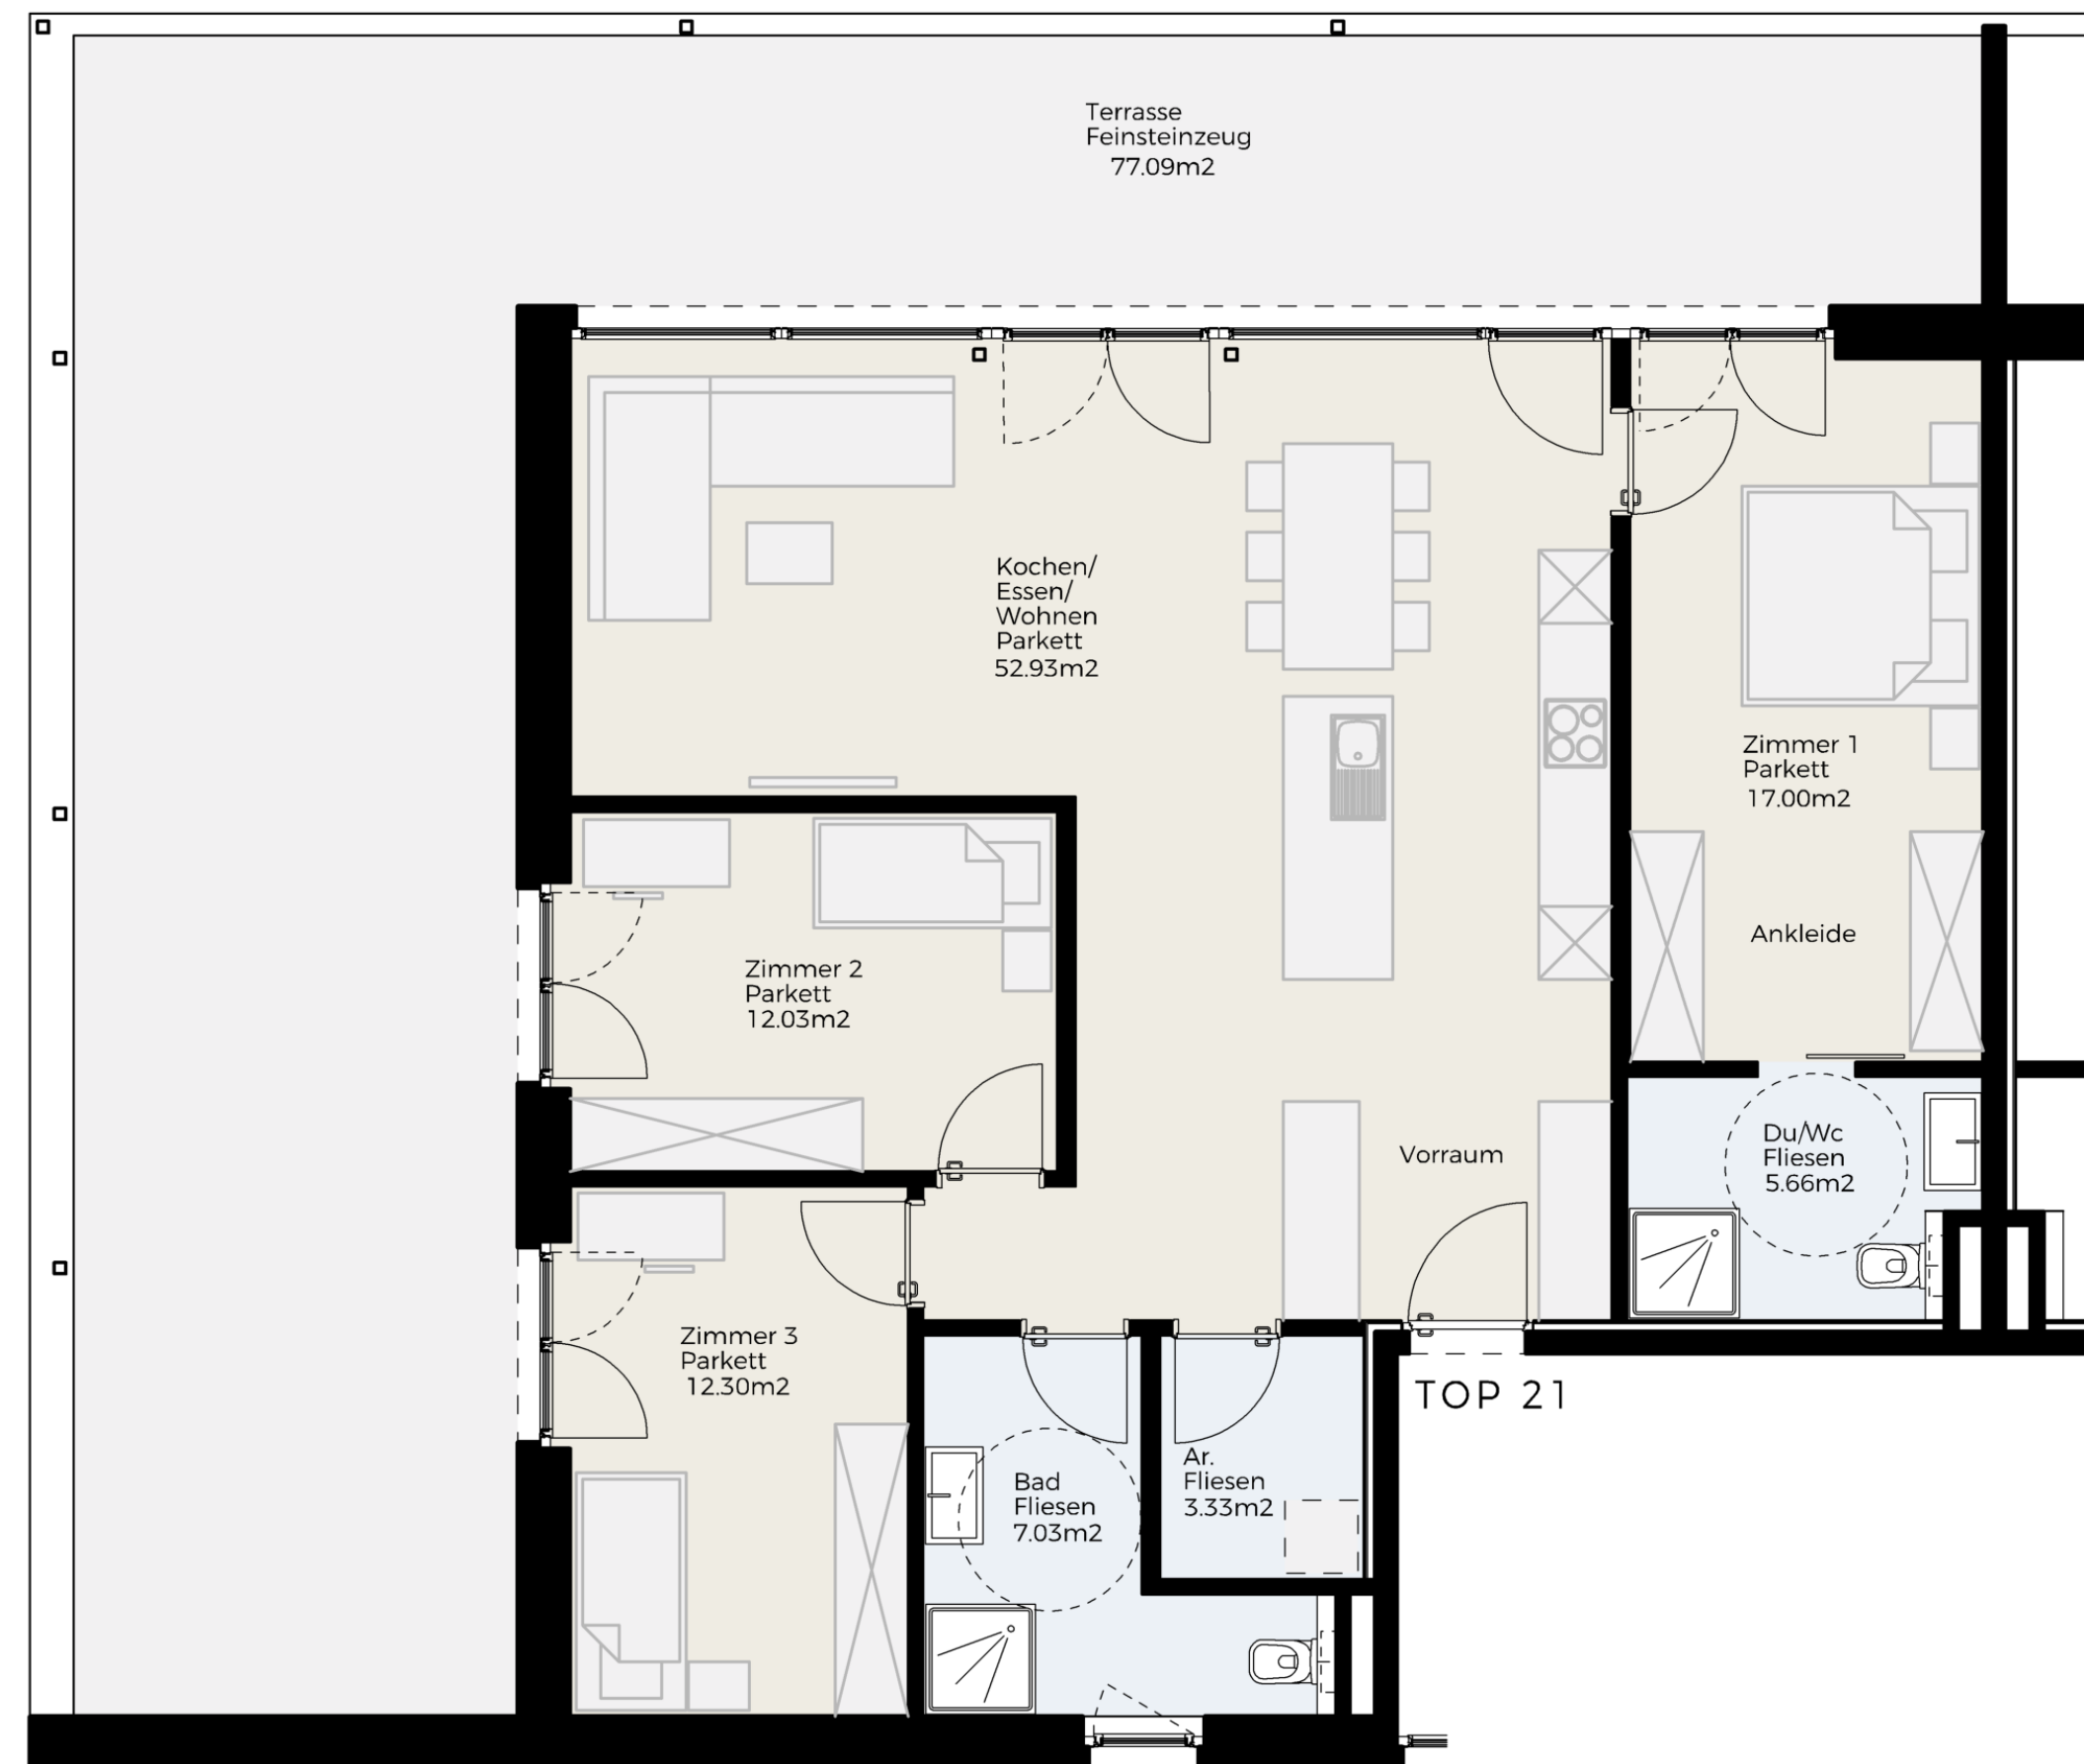 Terrasse
Feinsteinzeug
77.09m2
Kochen/
Essen/
Wohnen
Parkett
52.93m2
Zimmer 1
Parkett
17.00m2
Ankleide
Zimmer 2
Parkett
12.03m2
Vorraum
Du/Wc
Fliesen
5.66m2
Zimmer 3
Parkett
12.30m2
TOP 21
Bad
Fliesen
7.03m2
Ar.
Fliesen
3.33m2